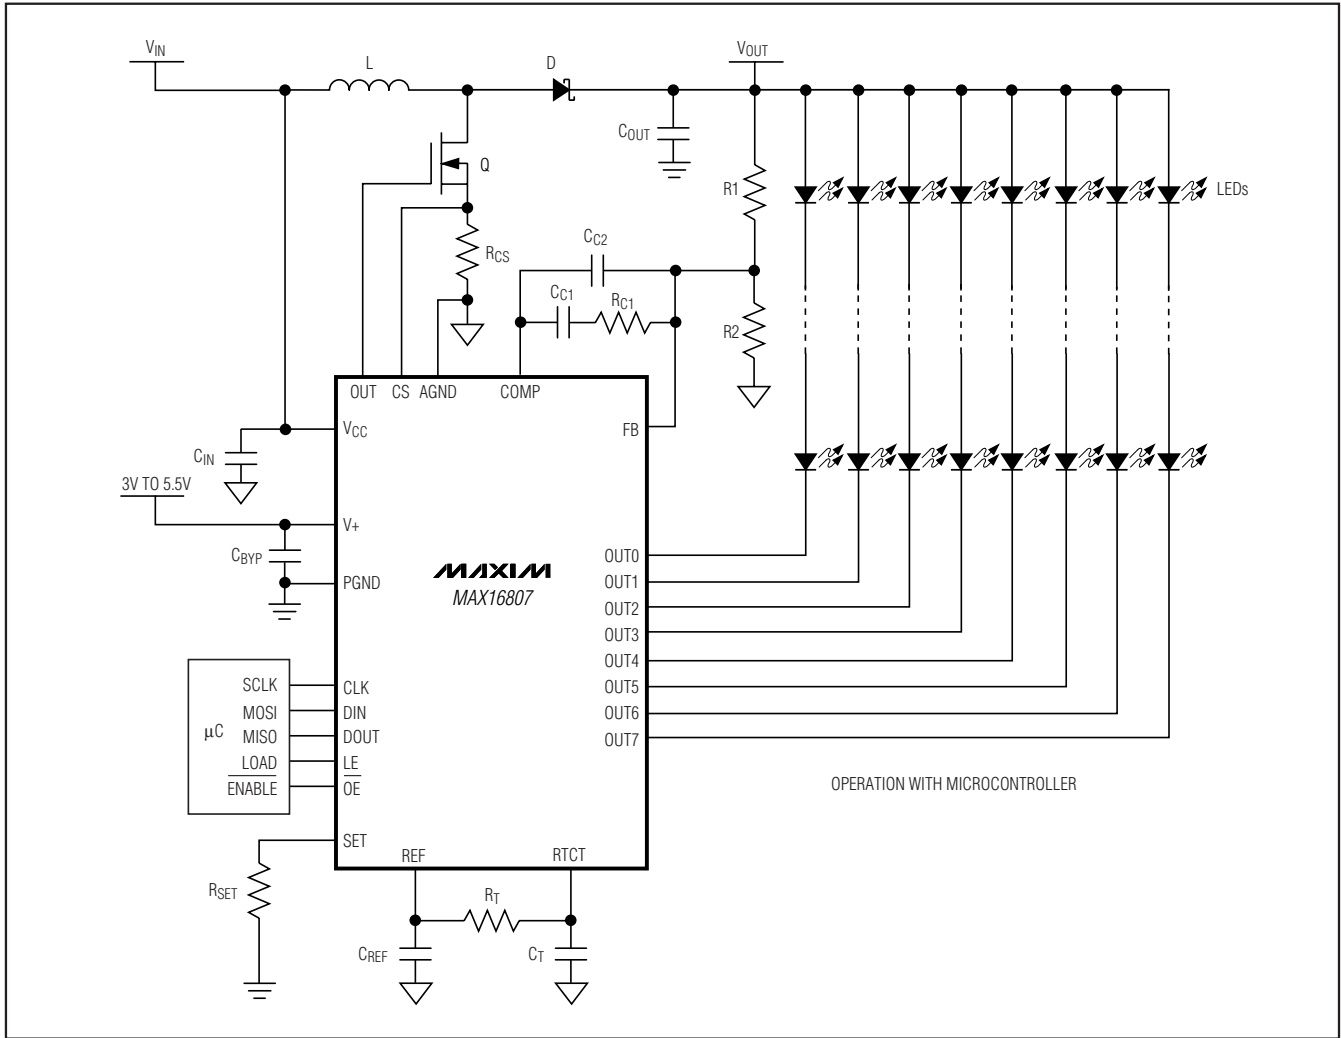 VIN
L
D
VOUT
COUT
Q
R1
LEDs
RCS
CC2
CC1
RC1
R2
OUT
CS
AGND
COMP
VCC
FB
CIN
3V TO 5.5V
V+
CBYP
PGND
MAXIM
MAX16807
OUT0
OUT1
OUT2
OUT3
OUT4
OUT5
OUT6
OUT7
µC
SCLK
CLK
MOSI
DIN
MISO
DOUT
LOAD
LE
ENABLE
OE
OPERATION WITH MICROCONTROLLER
SET
REF
RTCT
RSET
RT
CREF
CT